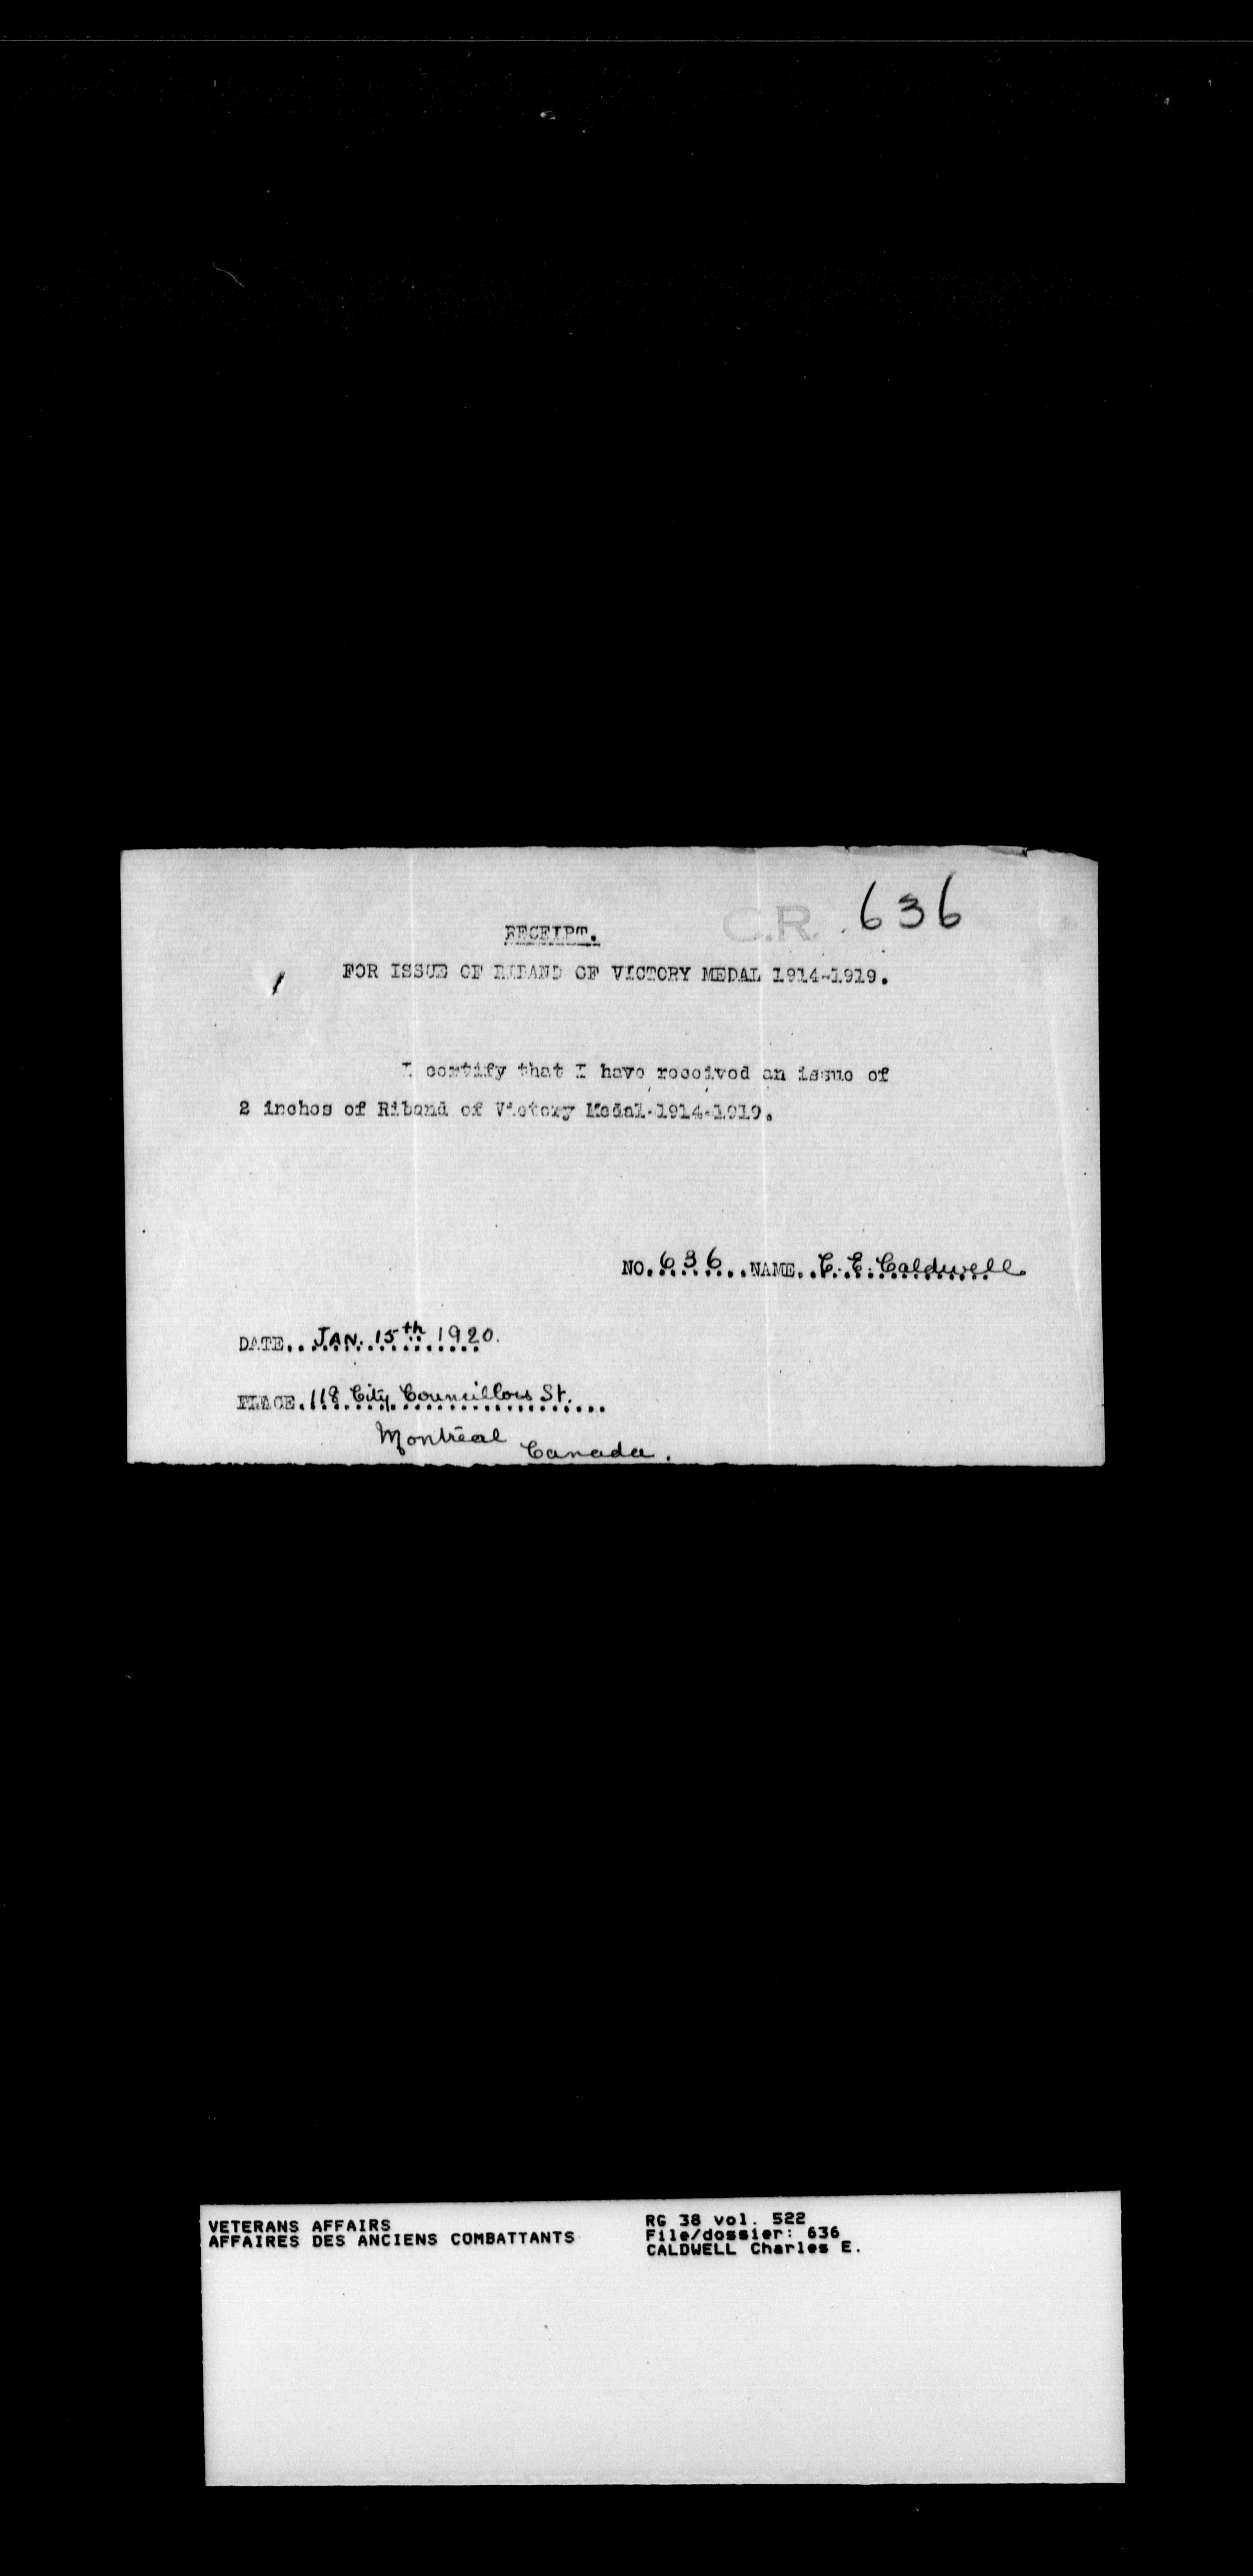 C.R. 636
RECEIPT.
FOR ISSUE OF RIBAND OF VICTORY MEDAL 1914-1919.
I certify that I have received an issue of
2 inches of Riband of Victory Medal-1914-1919.
NO.636...NAME..C. E. Caldwell
DATE..JAN. 15th 1920.
PLACE.118 City Councillors St.
Montreal Canada.
VETERANS AFFAIRS
AFFAIRES DES ANCIENS COMBATTANTS
RG 38 vol. 522
File/dossier: 636
CALDWELL Charles E.